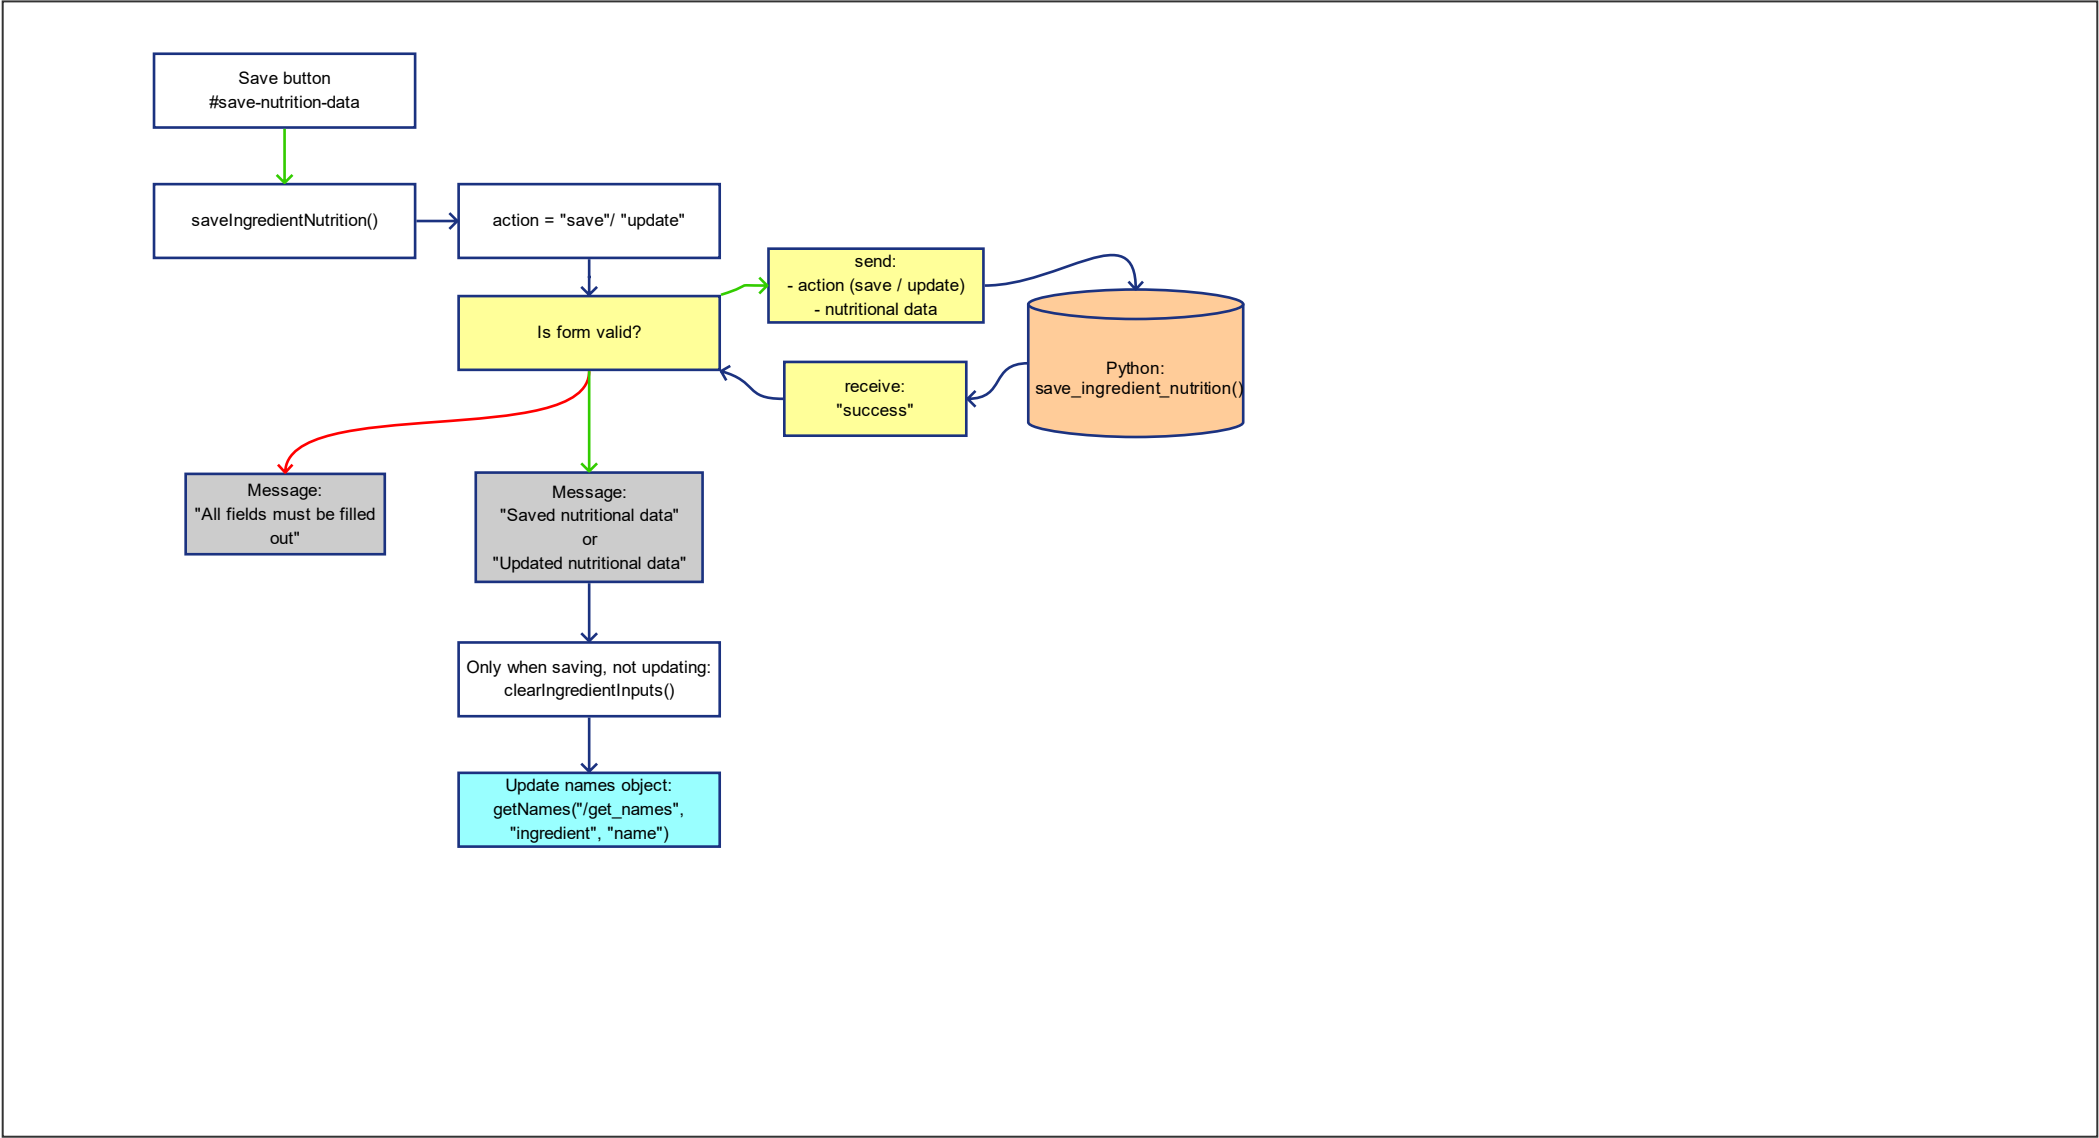 Save button
#save-nutrition-data
saveIngredientNutrition()
action = "save"/ "update"
send:
- action (save / update)
- nutritional data
Is form valid?
Python:
save_ingredient_nutrition()
receive:
"success"
Message:
"All fields must be filled
out"
Message:
"Saved nutritional data"
or
"Updated nutritional data"
Only when saving, not updating:
clearIngredientInputs()
Update names object:
getNames("/get_names",
"ingredient", "name")